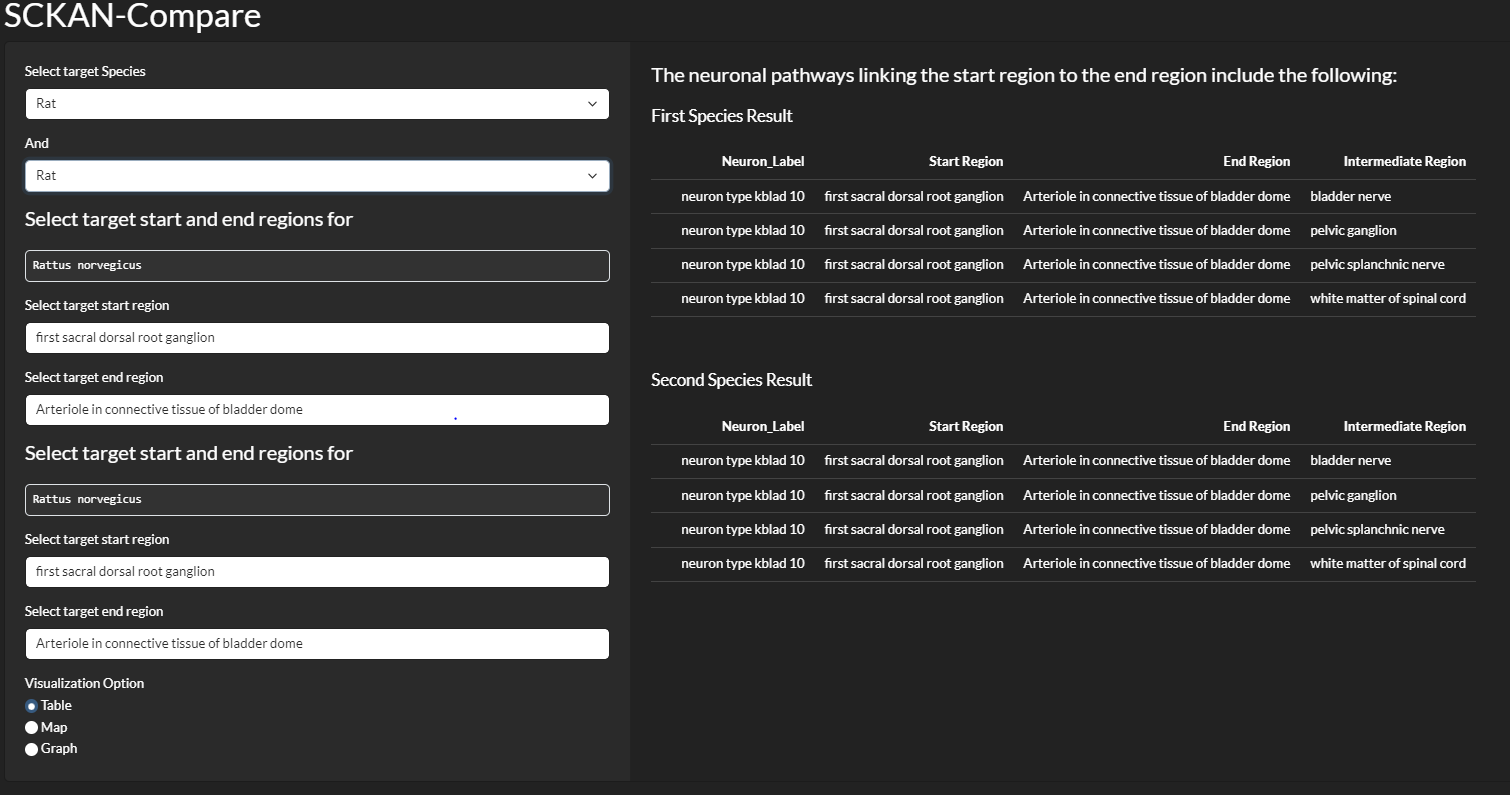 SCKAN-Compare
Select target Species
Rat
And
Rat
Select target start and end regions for
Rattus norvegicus
Select target start region
first sacral dorsal root ganglion
Select target end region
Arteriole in connective tissue of bladder dome
Select target start and end regions for
Rattus norvegicus
Select target start region
first sacral dorsal root ganglion
Select target end region
Arteriole in connective tissue of bladder dome
Visualization Option
Table
Map
Graph
The neuronal pathways linking the start region to the end region include the following:
First Species Result
Neuron_Label Start Region End Region Intermediate Region
neuron type kblad 10 first sacral dorsal root ganglion Arteriole in connective tissue of bladder dome bladder nerve
neuron type kblad 10 first sacral dorsal root ganglion Arteriole in connective tissue of bladder dome pelvic ganglion
neuron type kblad 10 first sacral dorsal root ganglion Arteriole in connective tissue of bladder dome pelvic splanchnic nerve
neuron type kblad 10 first sacral dorsal root ganglion Arteriole in connective tissue of bladder dome white matter of spinal cord
Second Species Result
Neuron_Label Start Region End Region Intermediate Region
neuron type kblad 10 first sacral dorsal root ganglion Arteriole in connective tissue of bladder dome bladder nerve
neuron type kblad 10 first sacral dorsal root ganglion Arteriole in connective tissue of bladder dome pelvic ganglion
neuron type kblad 10 first sacral dorsal root ganglion Arteriole in connective tissue of bladder dome pelvic splanchnic nerve
neuron type kblad 10 first sacral dorsal root ganglion Arteriole in connective tissue of bladder dome white matter of spinal cord